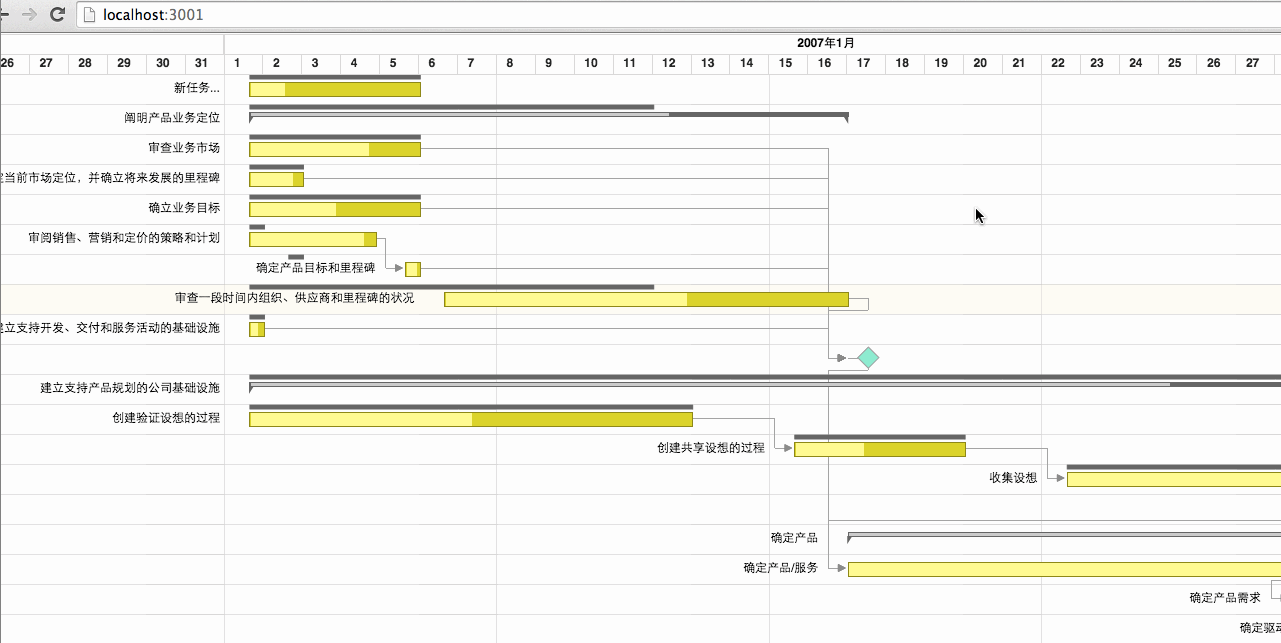 localhost:3001
2007年1月
26 27 28 29 30 31 1 2 3 4 5 6 7 8 9 10 11 12 13 14 15 16 17 18 19 20 21 22 23 24 25 26 27
新任务...
阐明产品业务定位
审查业务市场
当前市场定位，并确立将来发展的里程碑
确立业务目标
审阅销售、营销和定价的策略和计划
确定产品目标和里程碑
审查一段时间内组织、供应商和里程碑的状况
立支持开发、交付和服务活动的基础设施
建立支持产品规划的公司基础设施
创建验证设想的过程
创建共享设想的过程
收集设想
确定产品
确定产品/服务
确定产品需求
确定驱